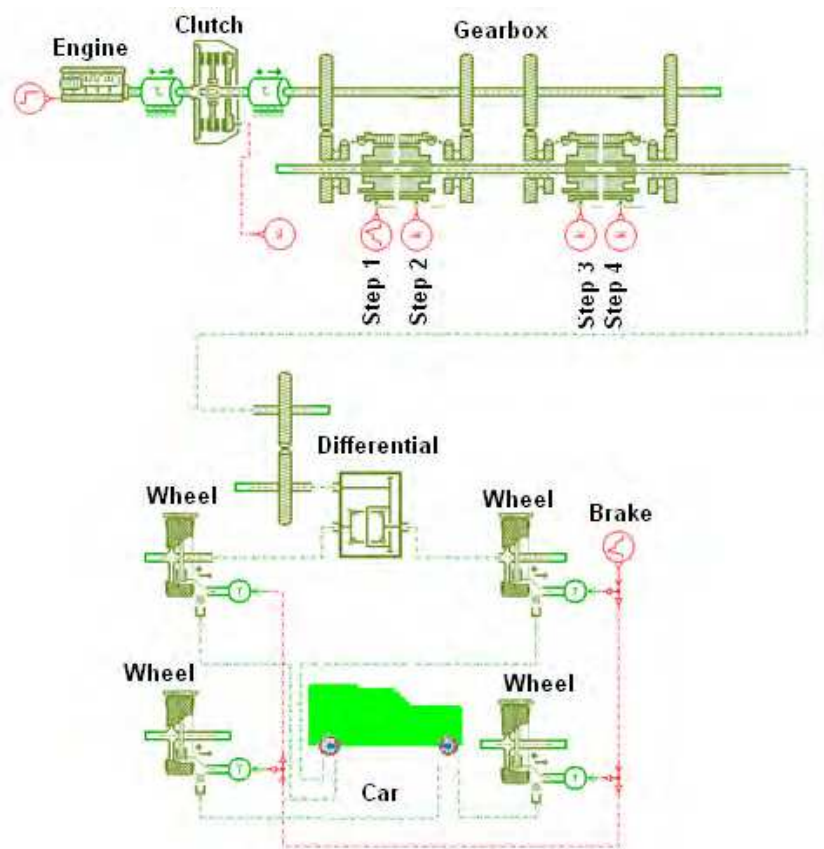 Clutch
Gearbox
Engine
Step 1
Step 2
Step 3
Step 4
Differential
Wheel
Wheel
Brake
T
T
Wheel
Wheel
T
T
Car